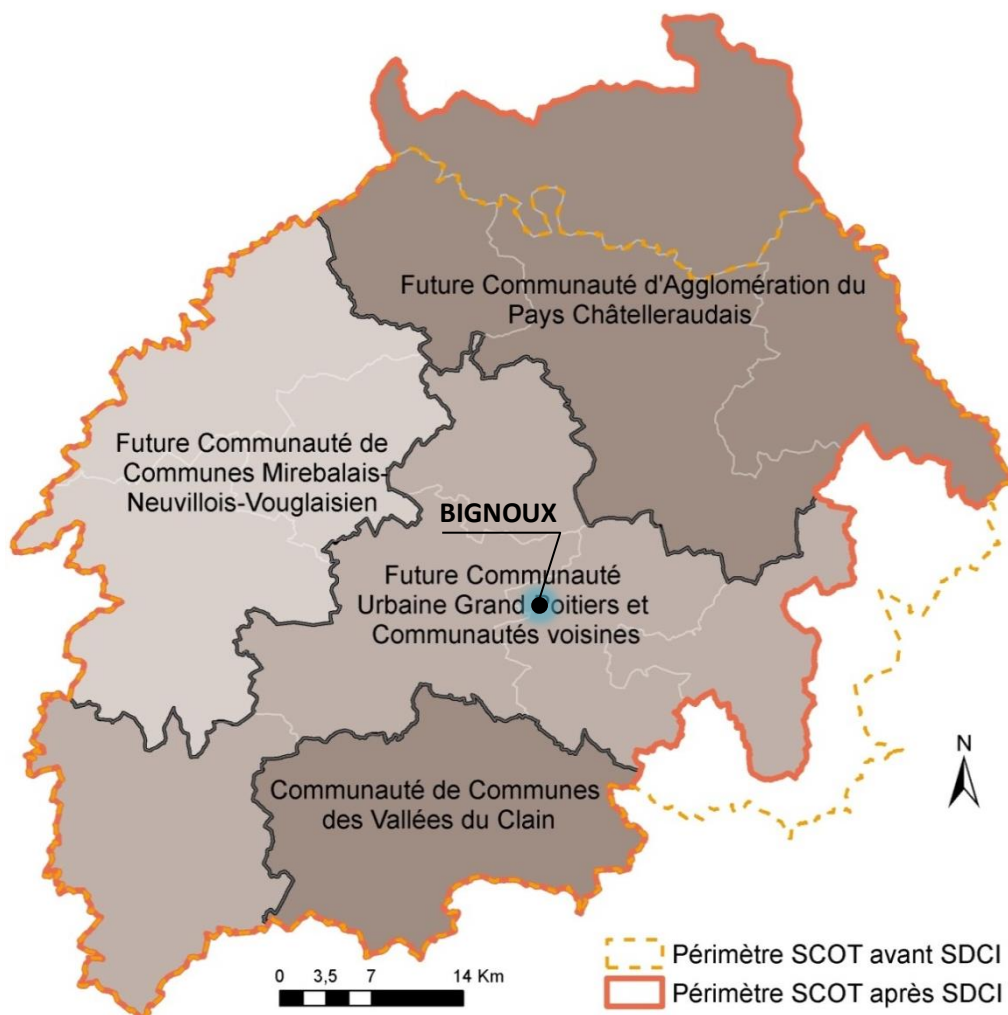 Future Communauté d'Agglomération du
Pays Châtelleraudais
Future Communauté de
Communes Mirebalais-
Neuvillois-Vouglaisien
BIGNOUX
Future Communauté
Urbaine Grand Poitiers et
Communautés voisines
Communauté de Communes
des Vallées du Clain
N
0 3,5 7 14 Km
Périmètre SCOT avant SDCI
Périmètre SCOT après SDCI